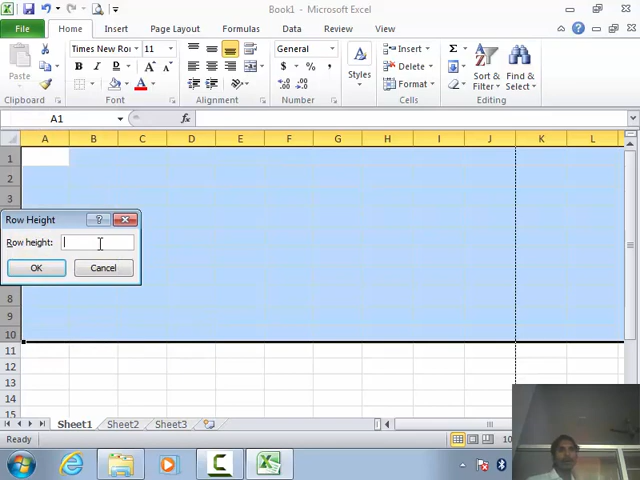 Book1 - Microsoft Excel
File Home Page Layout Formulas Data Review View
Paste
Times New Ro 11
B I U
A A
General
$ % ,
Styles
Insert
Delete
Format
Σ
Sort & Filter
Find & Select
Clipboard Font Alignment Number Cells Editing
A1 fx
A B C D E F G H I J K L
1
2
3
Row Height
Row height:
OK Cancel
8
9
10
11
12
13
14
15
Sheet1 Sheet2 Sheet3
Ready